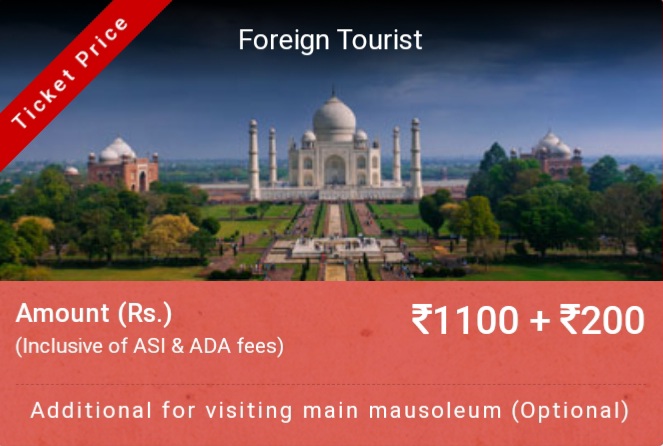 Ticket Price
Foreign Tourist
Amount (Rs.)
₹1100 + ₹200
(Inclusive of ASI & ADA fees)
Additional for visiting main mausoleum (Optional)